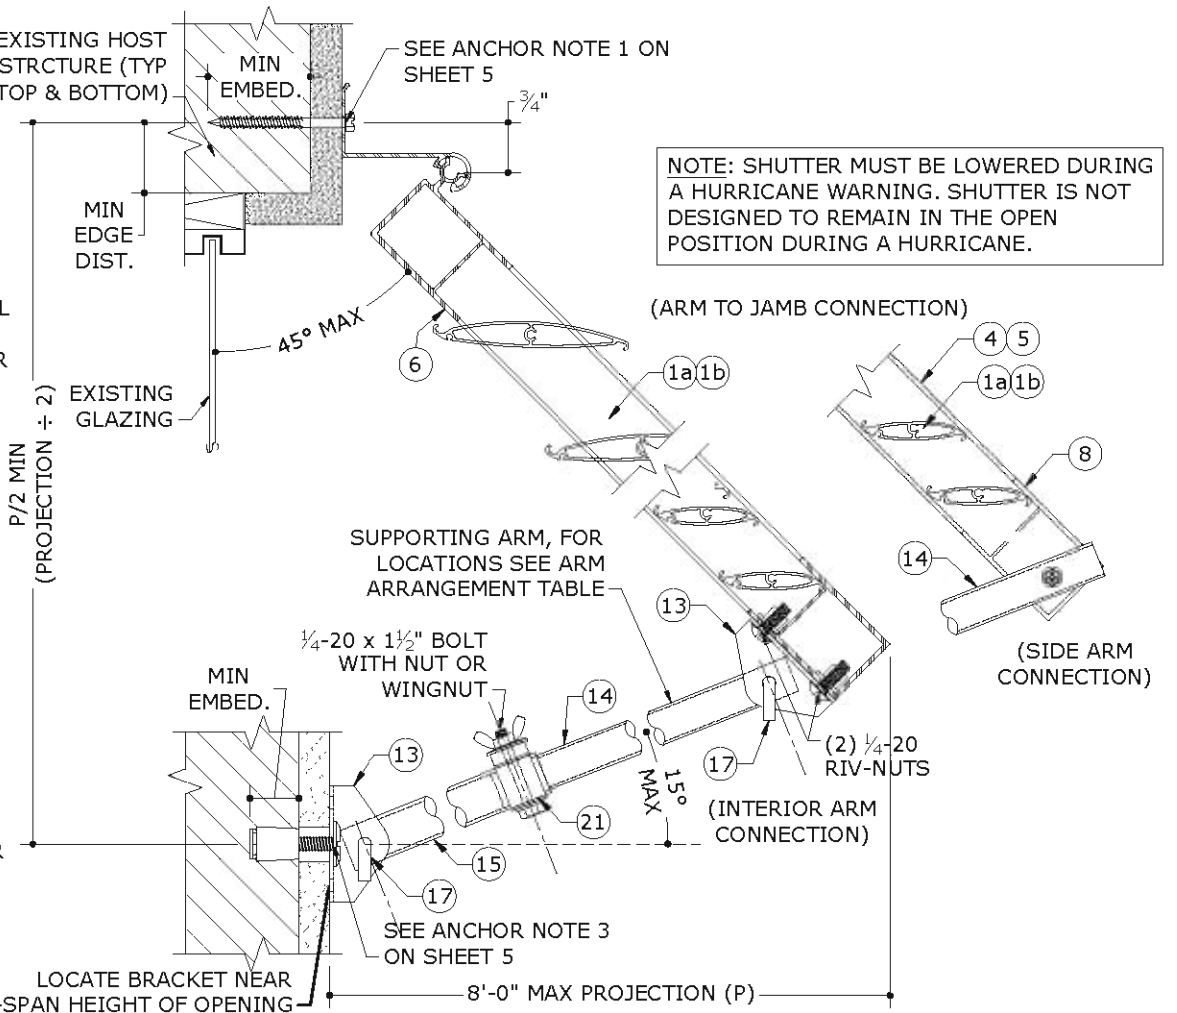 EXISTING HOST
STRCTURE (TYP
TOP & BOTTOM)
MIN
EMBED.
SEE ANCHOR NOTE 1 ON
SHEET 5
3/4"
NOTE: SHUTTER MUST BE LOWERED DURING
A HURRICANE WARNING. SHUTTER IS NOT
DESIGNED TO REMAIN IN THE OPEN
POSITION DURING A HURRICANE.
MIN
EDGE
DIST.
L
R
45° MAX
6
(ARM TO JAMB CONNECTION)
4 5
1a 1b
1a 1b
EXISTING
GLAZING
P/2 MIN
(PROJECTION ÷ 2)
8
14
SUPPORTING ARM, FOR
LOCATIONS SEE ARM
ARRANGEMENT TABLE
13
(SIDE ARM
CONNECTION)
1/4-20 x 1 1/2" BOLT
WITH NUT OR
WINGNUT
MIN
EMBED.
14
13
17
(2) 1/4-20
RIV-NUTS
15°
MAX
(INTERIOR ARM
CONNECTION)
21
15
17
R
SEE ANCHOR NOTE 3
ON SHEET 5
LOCATE BRACKET NEAR
-SPAN HEIGHT OF OPENING
8'-0" MAX PROJECTION (P)